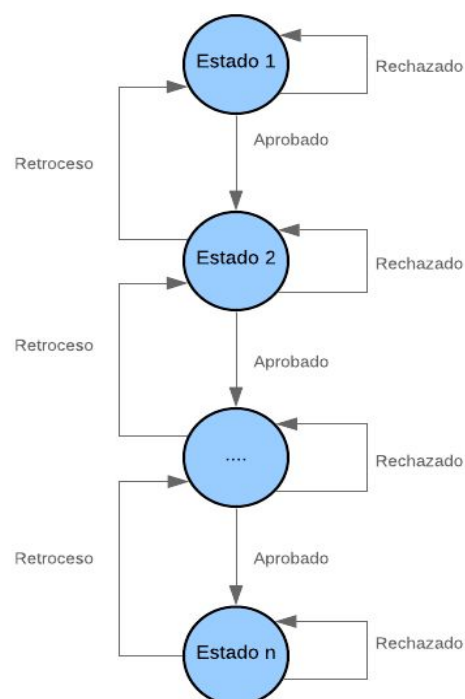 Estado 1
Rechazado
Aprobado
Retroceso
Estado 2
Rechazado
Retroceso
Aprobado
....
Rechazado
Retroceso
Aprobado
Estado n
Rechazado